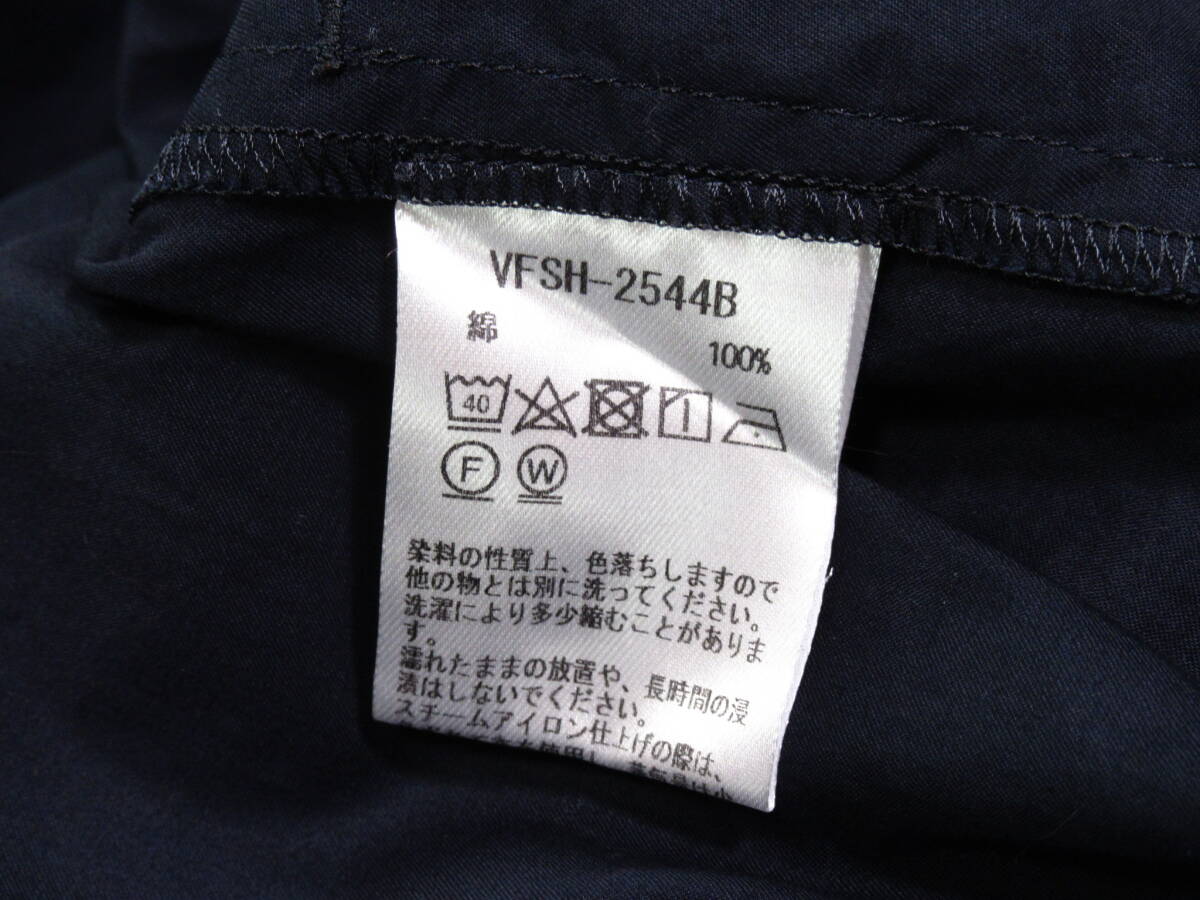 VFSH-2544B
綿 100%
40
F W
染料の性質上、色落ちしますので
他の物とは別に洗ってください。
洗濯により多少縮むことがありま
す。
濡れたままの放置や、長時間の浸
漬はしないでください。
スチームアイロン仕上げの際は、